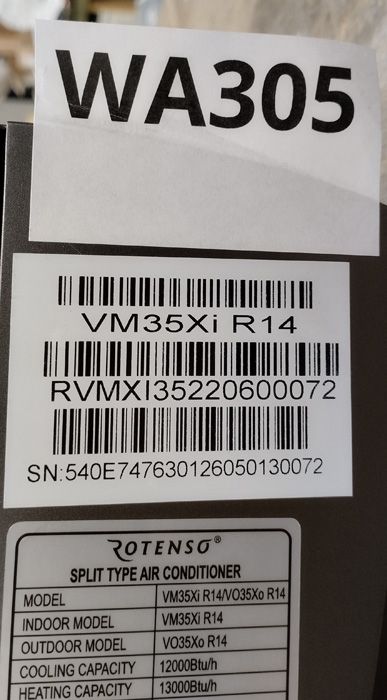 WA305
VM35Xi R14
RVMXI35220600072
SN:540E747630126050130072
ROTENSO®
SPLIT TYPE AIR CONDITIONER
MODEL VM35Xi R14/VO35Xo R14
INDOOR MODEL VM35Xi R14
OUTDOOR MODEL VO35Xo R14
COOLING CAPACITY 12000Btu/h
HEATING CAPACITY 13000Btu/h